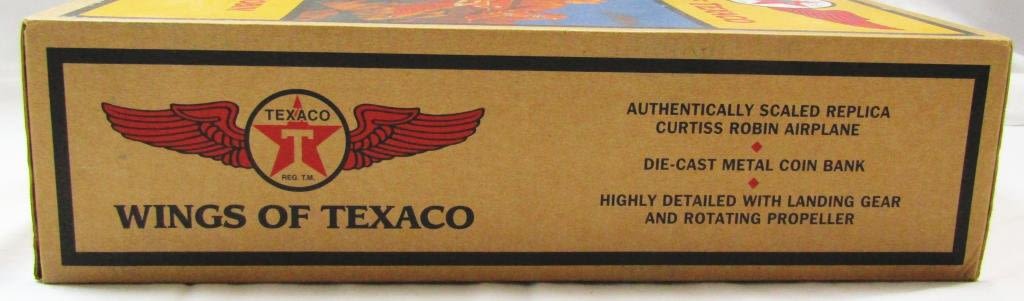 TEXACO
T
REG. T.M.
WINGS OF TEXACO
AUTHENTICALLY SCALED REPLICA
CURTISS ROBIN AIRPLANE
DIE-CAST METAL COIN BANK
HIGHLY DETAILED WITH LANDING GEAR
AND ROTATING PROPELLER